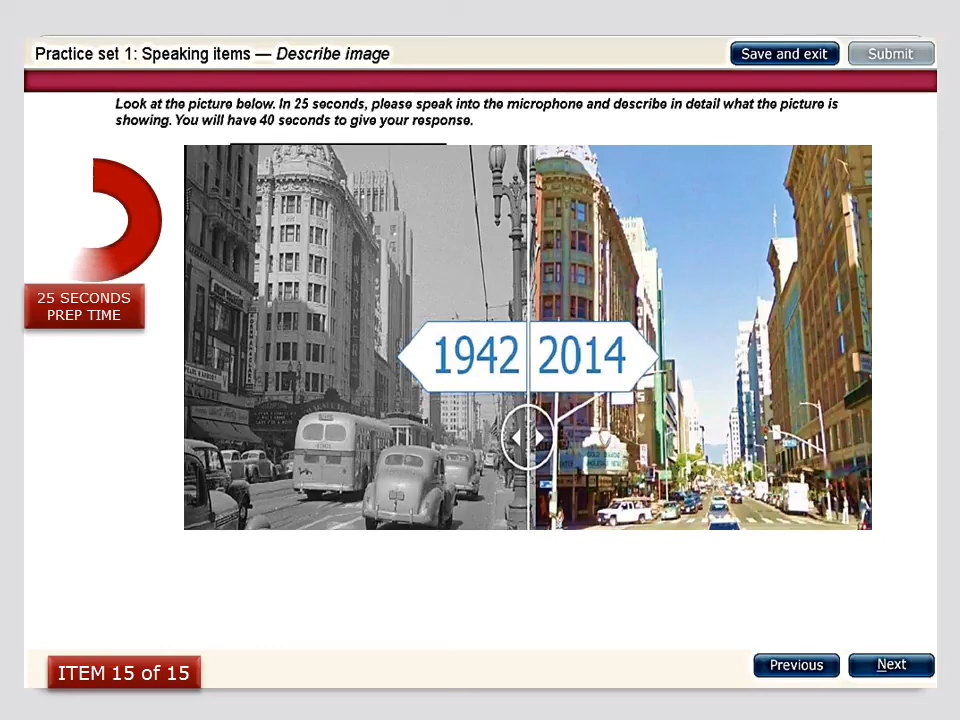 Practice set 1: Speaking items — Describe image
Save and exit
Submit
Look at the picture below. In 25 seconds, please speak into the microphone and describe in detail what the picture is
showing. You will have 40 seconds to give your response.
25 SECONDS
PREP TIME
1942 2014
ITEM 15 of 15
Previous
Next